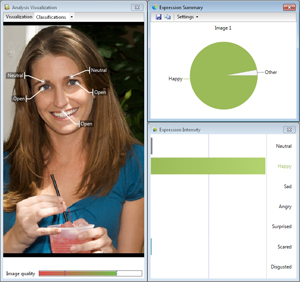 Analysis Visualization
Visualization Classifications
Neutral
Neutral
Open
Open
Open
Image quality
Expression Summary
Settings
Image 1
Happy
Other
Expression Intensity
Neutral
Happy
Sad
Angry
Surprised
Scared
Disgusted